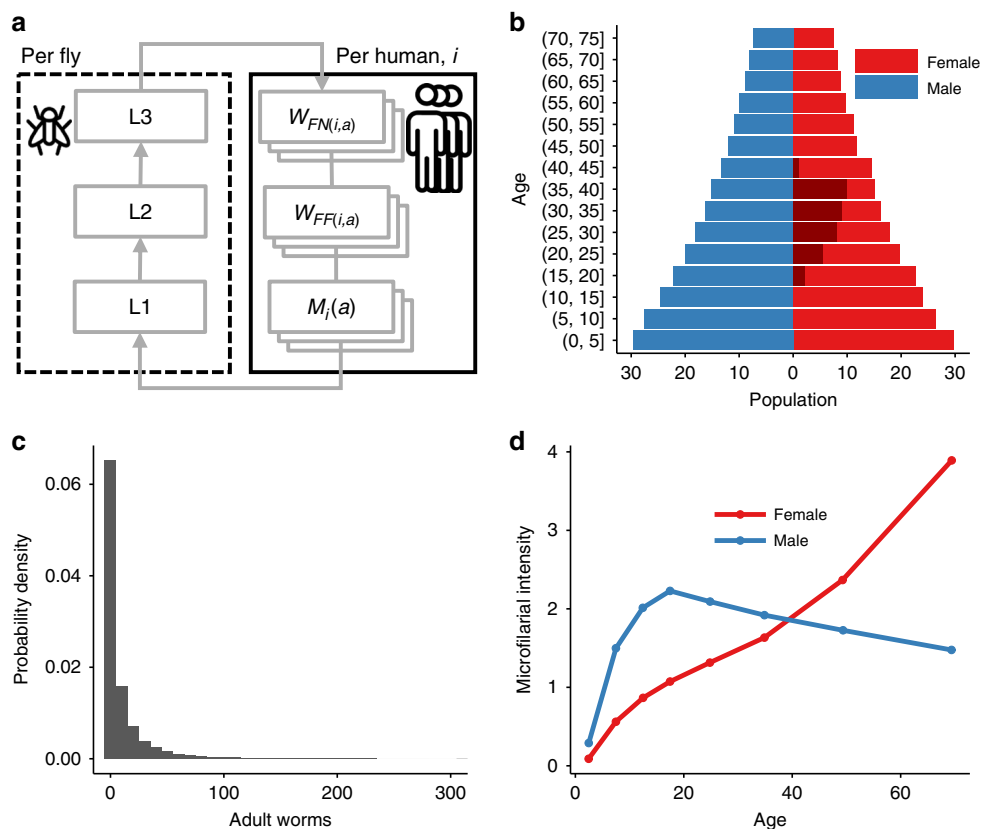 a
Per fly
Per human, i
L3
L2
L1
W_FN(i,a)
W_FF(i,a)
M_i(a)
b
Age
(70, 75]
(65, 70]
(60, 65]
(55, 60]
(50, 55]
(45, 50]
(40, 45]
(35, 40]
(30, 35]
(25, 30]
(20, 25]
(15, 20]
(10, 15]
(5, 10]
(0, 5]
Female
Male
30 20 10 0 10 20 30
Population
c
Probability density
0.06
0.04
0.02
0.00
0 100 200 300
Adult worms
d
Microfilarial intensity
4
3
2
1
0
Female
Male
0 20 40 60
Age